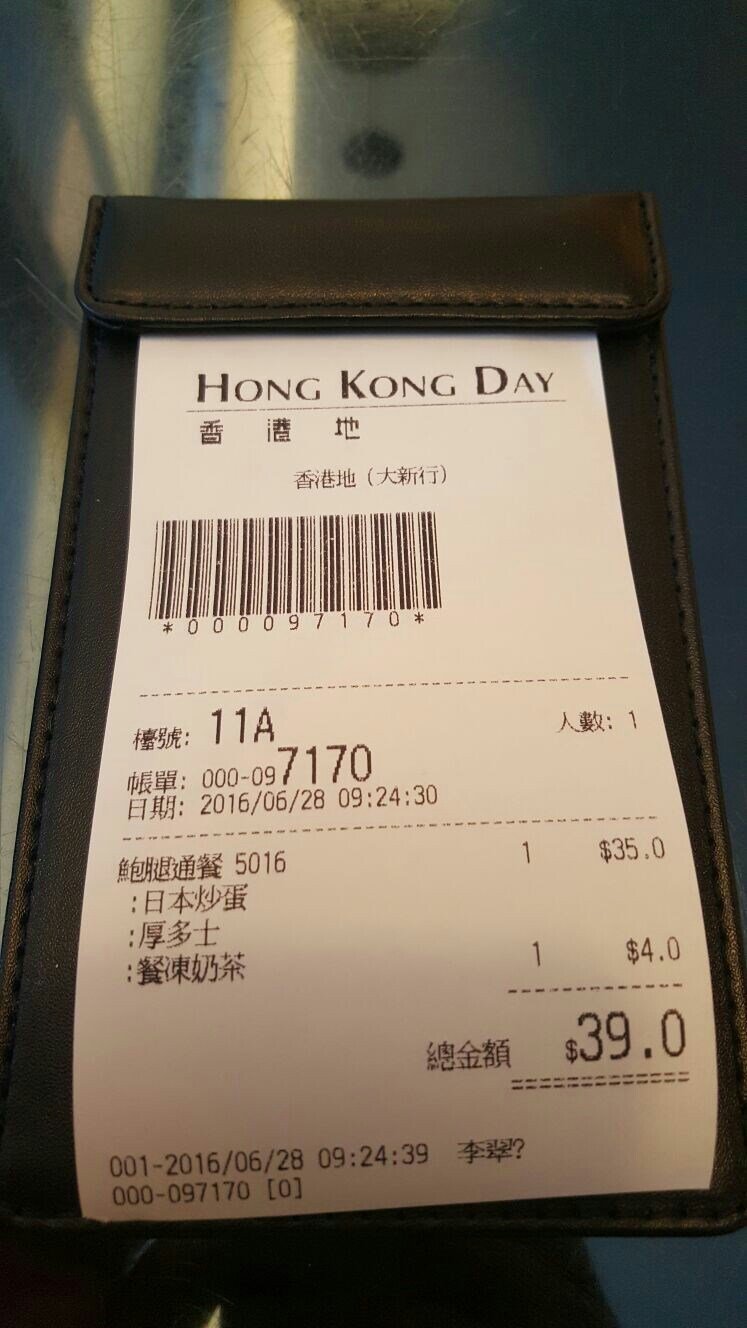 HONG KONG DAY
香港地
香港地 (大新行)
*000097170*
檯號: 11A 人數: 1
帳單: 000-097170
日期: 2016/06/28 09:24:30
鮑腿通餐 5016 1 $35.0
:日本炒蛋
:厚多士
:餐凍奶茶 1 $4.0
總金額 $39.0
001-2016/06/28 09:24:39 李翠?
000-097170 [0]